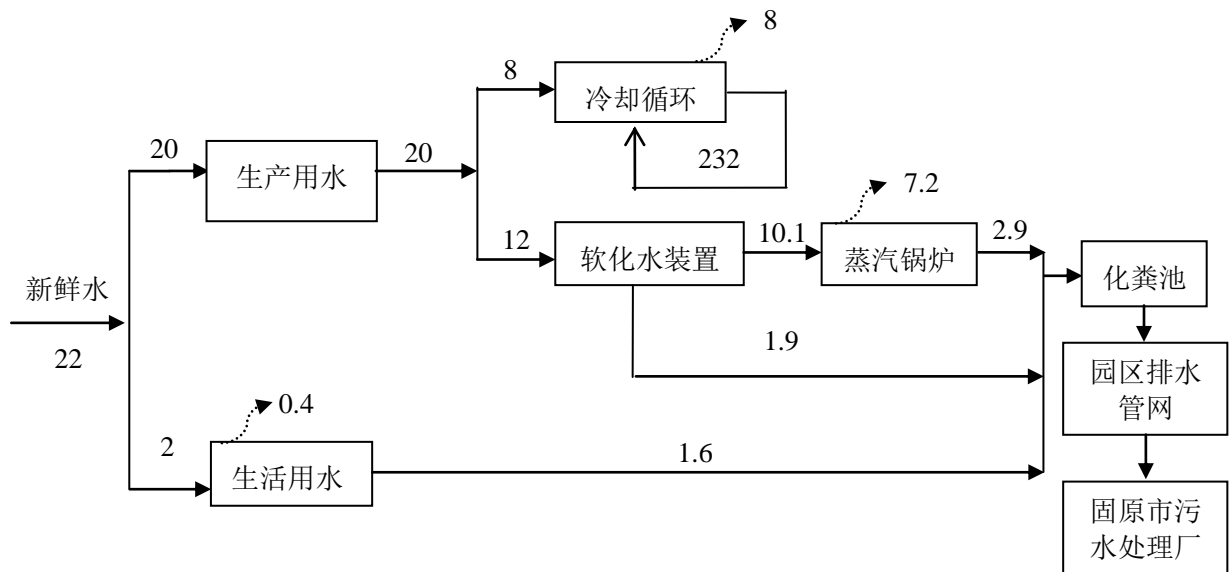 8
8
冷却循环
232
20
生产用水
20
7.2
12
软化水装置
10.1
蒸汽锅炉
2.9
化粪池
新鲜水
22
1.9
园区排水
管网
0.4
2
生活用水
1.6
固原市污
水处理厂